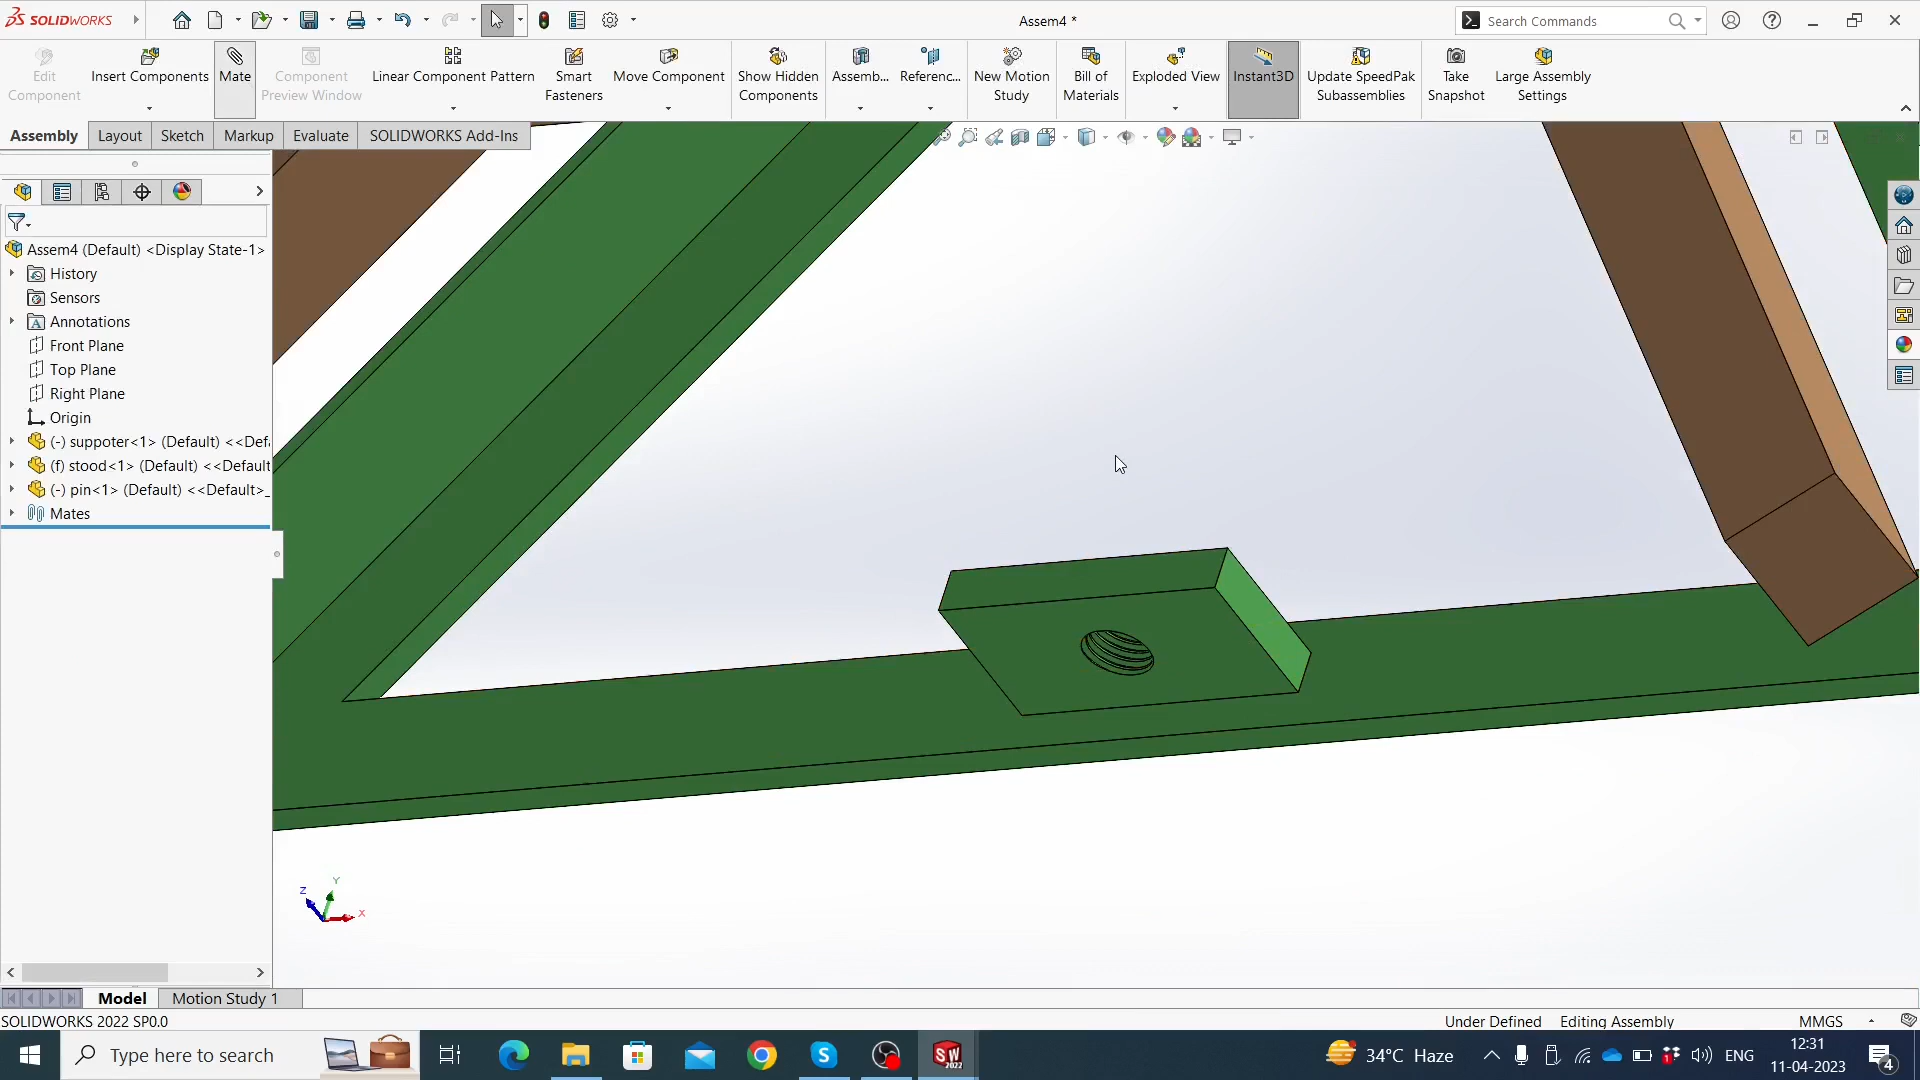 SOLIDWORKS
Assem4 *
Search Commands
Edit Component
Insert Components
Mate
Component Preview Window
Linear Component Pattern
Smart Fasteners
Move Component
Show Hidden Components
Assemb...
Referenc...
New Motion Study
Bill of Materials
Exploded View
Instant3D
Update SpeedPak Subassemblies
Take Snapshot
Large Assembly Settings
Assembly
Layout
Sketch
Markup
Evaluate
SOLIDWORKS Add-Ins
Assem4 (Default) <Display State-1>
History
Sensors
Annotations
Front Plane
Top Plane
Right Plane
Origin
(-) suppoter<1> (Default) <<Def
(f) stood<1> (Default) <<Default
(-) pin<1> (Default) <<Default>_
Mates
Z
Y
X
Model
Motion Study 1
SOLIDWORKS 2022 SP0.0
Under Defined
Editing Assembly
MMGS
Type here to search
SW
2022
34°C Haze
ENG
12:31
11-04-2023
4